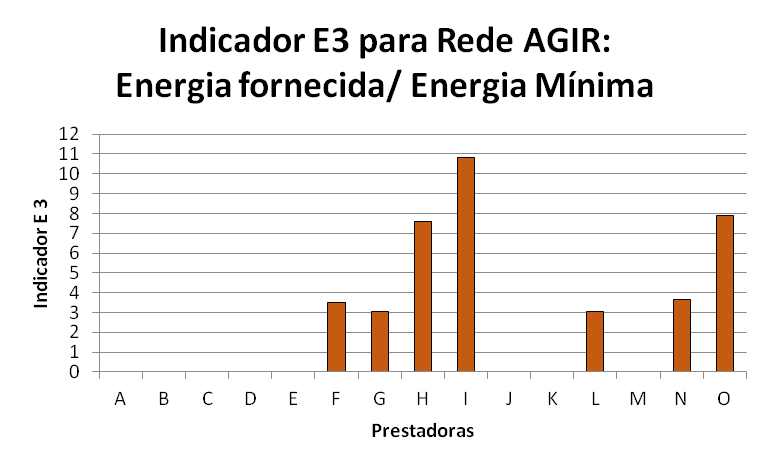 Indicador E3 para Rede AGIR:
Energia fornecida/ Energia Mínima
12
11
10
9
8
7
6
5
4
3
2
1
0
Indicador E 3
A B C D E F G H I J K L M N O
Prestadoras